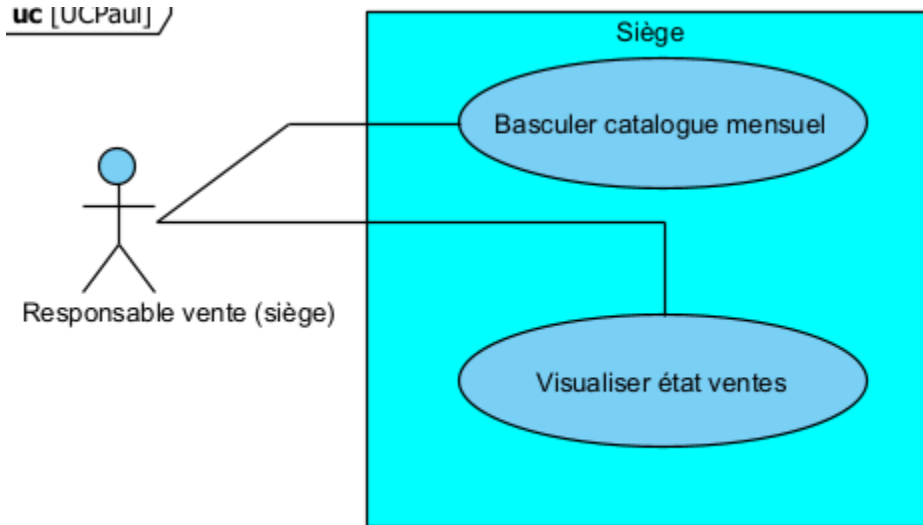 uc [UCPaul]
Siège
Basculer catalogue mensuel
Responsable vente (siège)
Visualiser état ventes